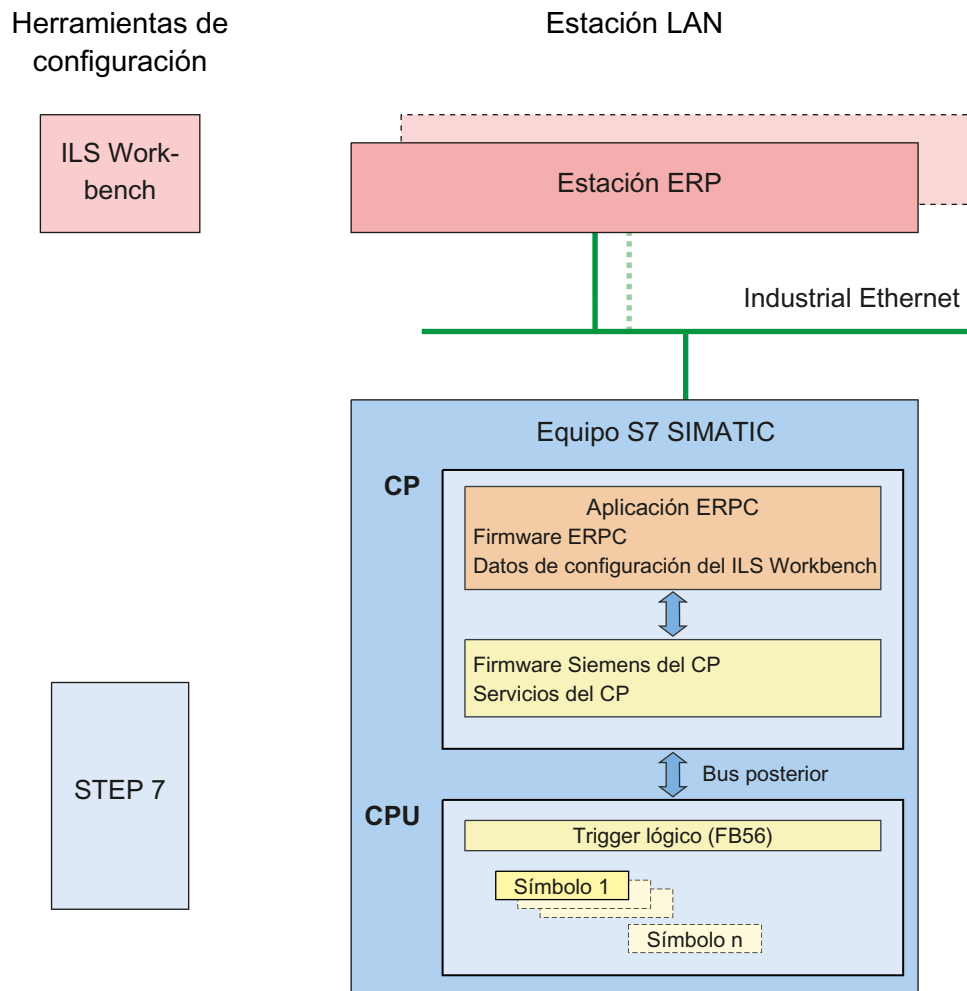 Herramientas de
configuración
Estación LAN
ILS Work-
bench
Estación ERP
Industrial Ethernet
Equipo S7 SIMATIC
CP
Aplicación ERPC
Firmware ERPC
Datos de configuración del ILS Workbench
Firmware Siemens del CP
Servicios del CP
STEP 7
Bus posterior
CPU
Trigger lógico (FB56)
Símbolo 1
Símbolo n